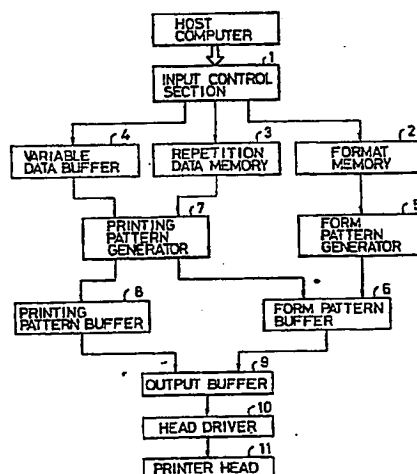 HOST
COMPUTER
1
INPUT CONTROL
SECTION
4
3
2
VARIABLE
DATA BUFFER
REPETITION
DATA MEMORY
FORMAT
MEMORY
7
5
PRINTING
PATTERN
GENERATOR
FORM
PATTERN
GENERATOR
8
6
PRINTING
PATTERN BUFFER
FORM PATTERN
BUFFER
9
OUTPUT BUFFER
10
HEAD DRIVER
11
PRINTER HEAD